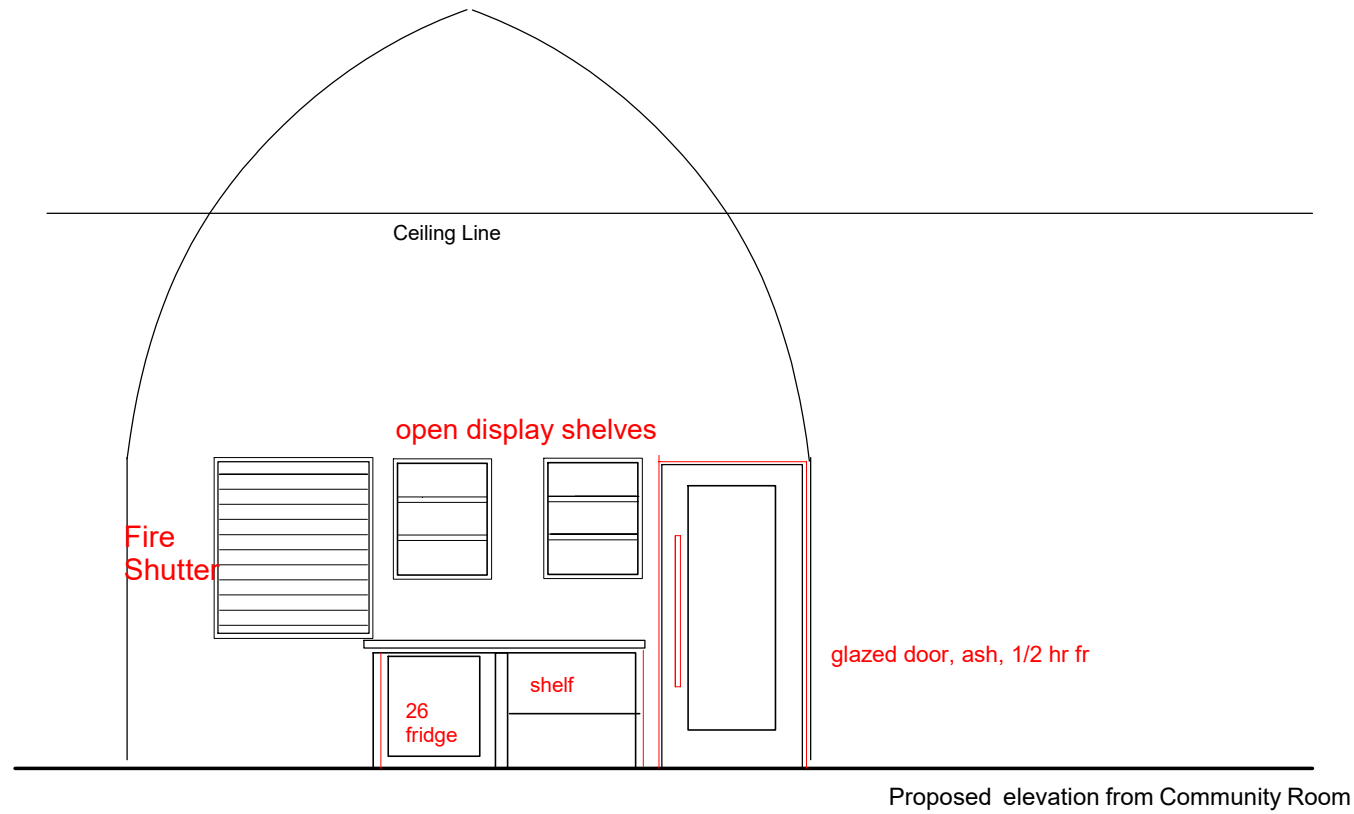 Ceiling Line
open display shelves
Fire
Shutter
glazed door, ash, 1/2 hr fr
shelf
26
fridge
Proposed  elevation from Community Room